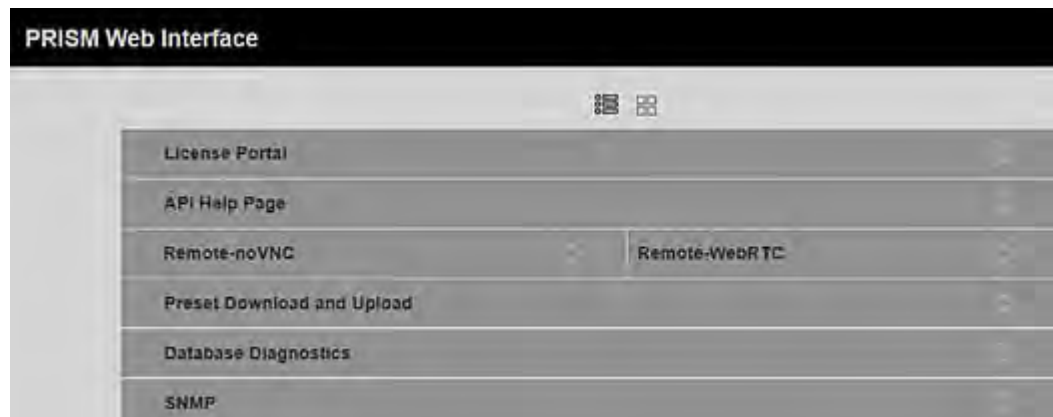 PRISM Web Interface
License Portal
API Help Page
Remote-noVNC Remote-WebRTC
Preset Download and Upload
Database Diagnostics
SNMP